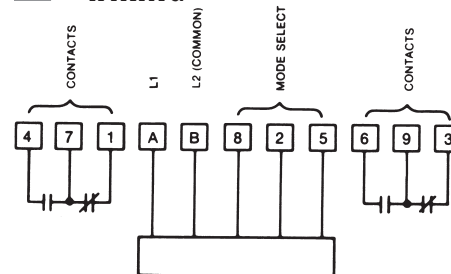 CONTACTS
L1
L2 (COMMON)
MODE SELECT
CONTACTS
4 7 1 A B 8 2 5 6 9 3